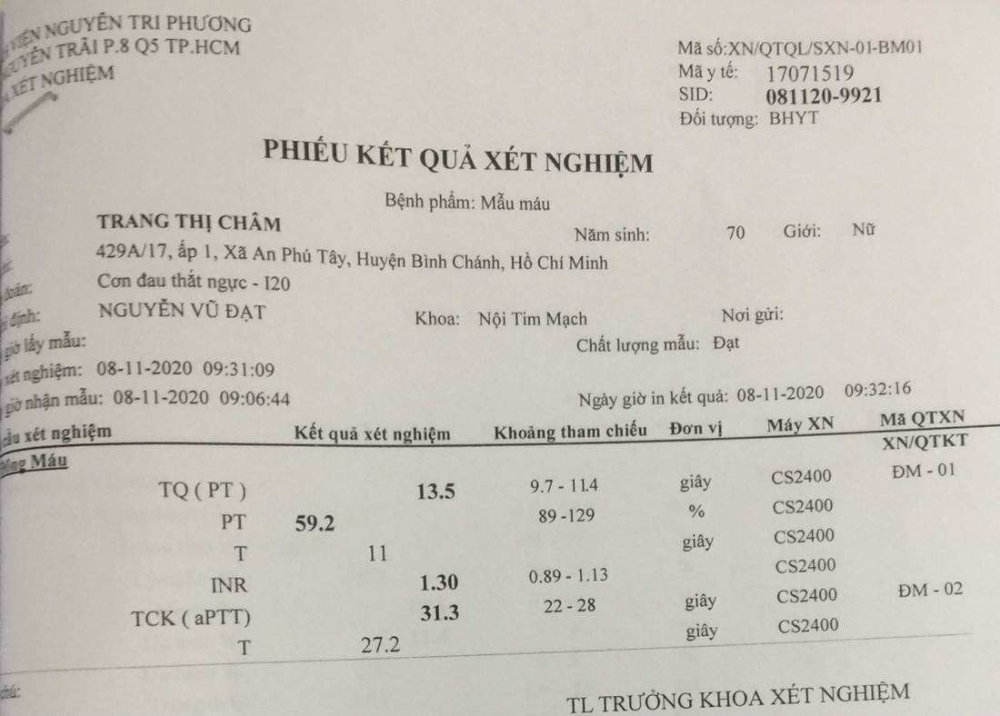 VIỆN NGUYỄN TRI PHƯƠNG
NGUYỄN TRÃI P.8 Q5 TP.HCM
XÉT NGHIỆM
Mã số:XN/QTQL/SXN-01-BM01
Mã y tế: 17071519
SID: 081120-9921
Đối tượng: BHYT
PHIẾU KẾT QUẢ XÉT NGHIỆM
Bệnh phẩm: Mẫu máu
TRANG THỊ CHÂM Năm sinh: 70 Giới: Nữ
429A/17, ấp 1, Xã An Phú Tây, Huyện Bình Chánh, Hồ Chí Minh
đoán: Cơn đau thắt ngực - I20
định: NGUYỄN VŨ ĐẠT Khoa: Nội Tim Mạch Nơi gửi:
giờ lấy mẫu: Chất lượng mẫu: Đạt
xét nghiệm: 08-11-2020 09:31:09
giờ nhận mẫu: 08-11-2020 09:06:44 Ngày giờ in kết quả: 08-11-2020 09:32:16
cầu xét nghiệm Kết quả xét nghiệm Khoảng tham chiếu Đơn vị Máy XN Mã QTXN
XN/QTKT
Đông Máu
TQ ( PT ) 13.5 9.7 - 11.4 giây CS2400 ĐM - 01
PT 59.2 89 -129 % CS2400
T 11 giây CS2400
INR 1.30 0.89 - 1.13 CS2400
TCK ( aPTT) 31.3 22 - 28 giây CS2400 ĐM - 02
T 27.2 giây CS2400
chú:
TL TRƯỞNG KHOA XÉT NGHIỆM